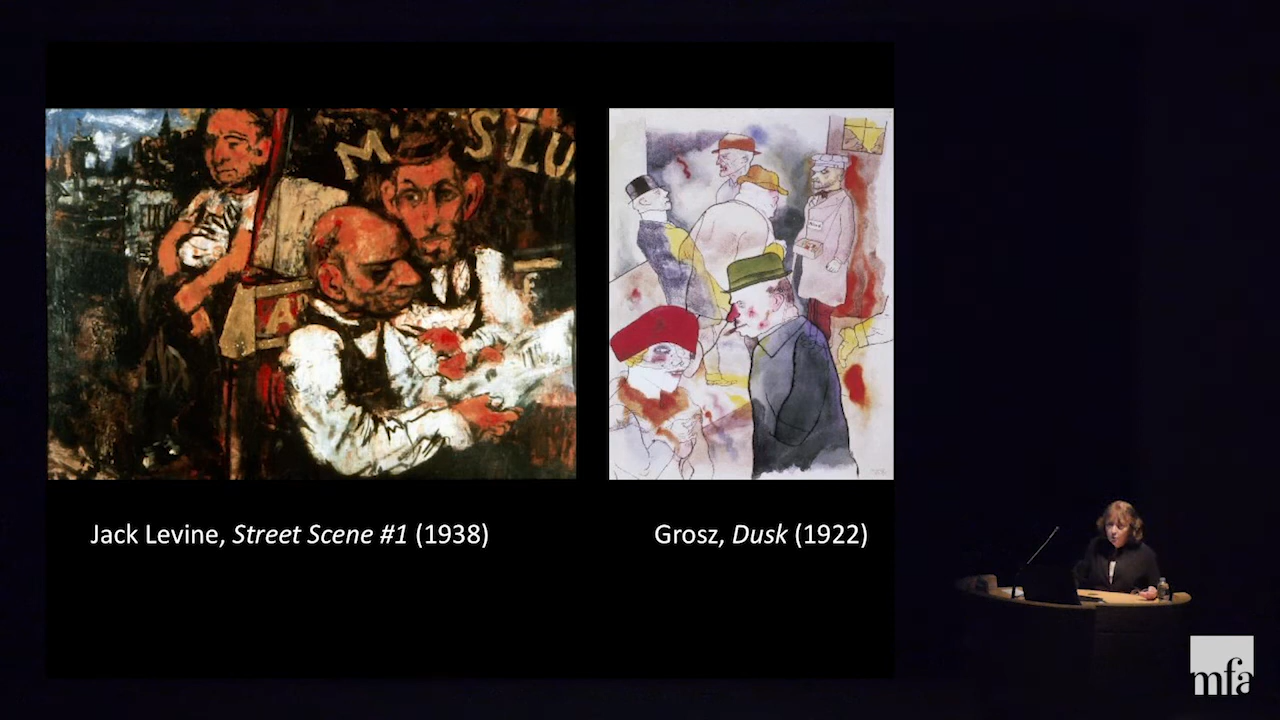 M SLU
Jack Levine, Street Scene #1 (1938)
Grosz, Dusk (1922)
mfa